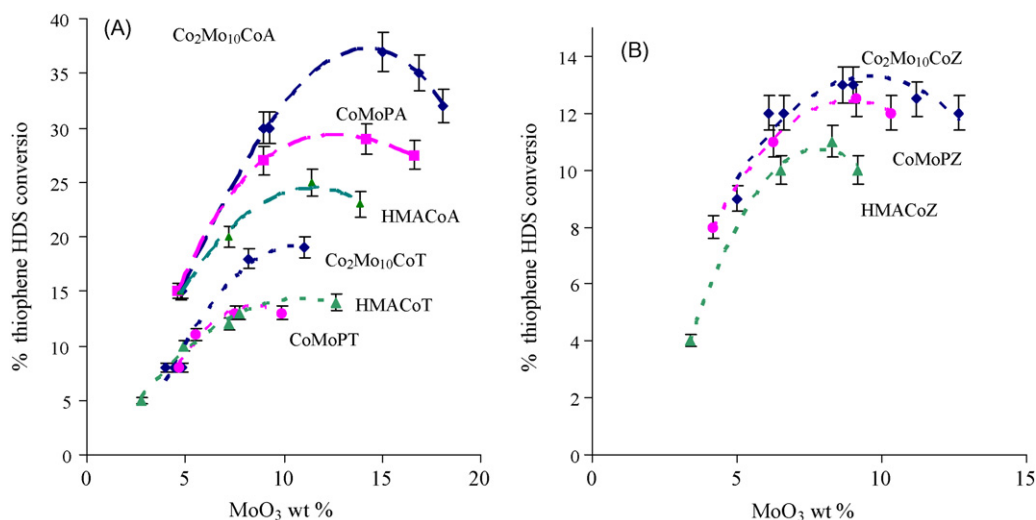 (A)
Co₂Mo₁₀CoA
CoMoPA
HMACoA
Co₂Mo₁₀CoT
HMACoT
CoMoPT
% thiophene HDS conversio
40
35
30
25
20
15
10
5
0
0 5 10 15 20
MoO₃ wt %
(B)
Co₂Mo₁₀CoZ
CoMoPZ
HMACoZ
% thiophene HDS conversio
14
12
10
8
6
4
2
0
0 5 10 15
MoO₃ wt %